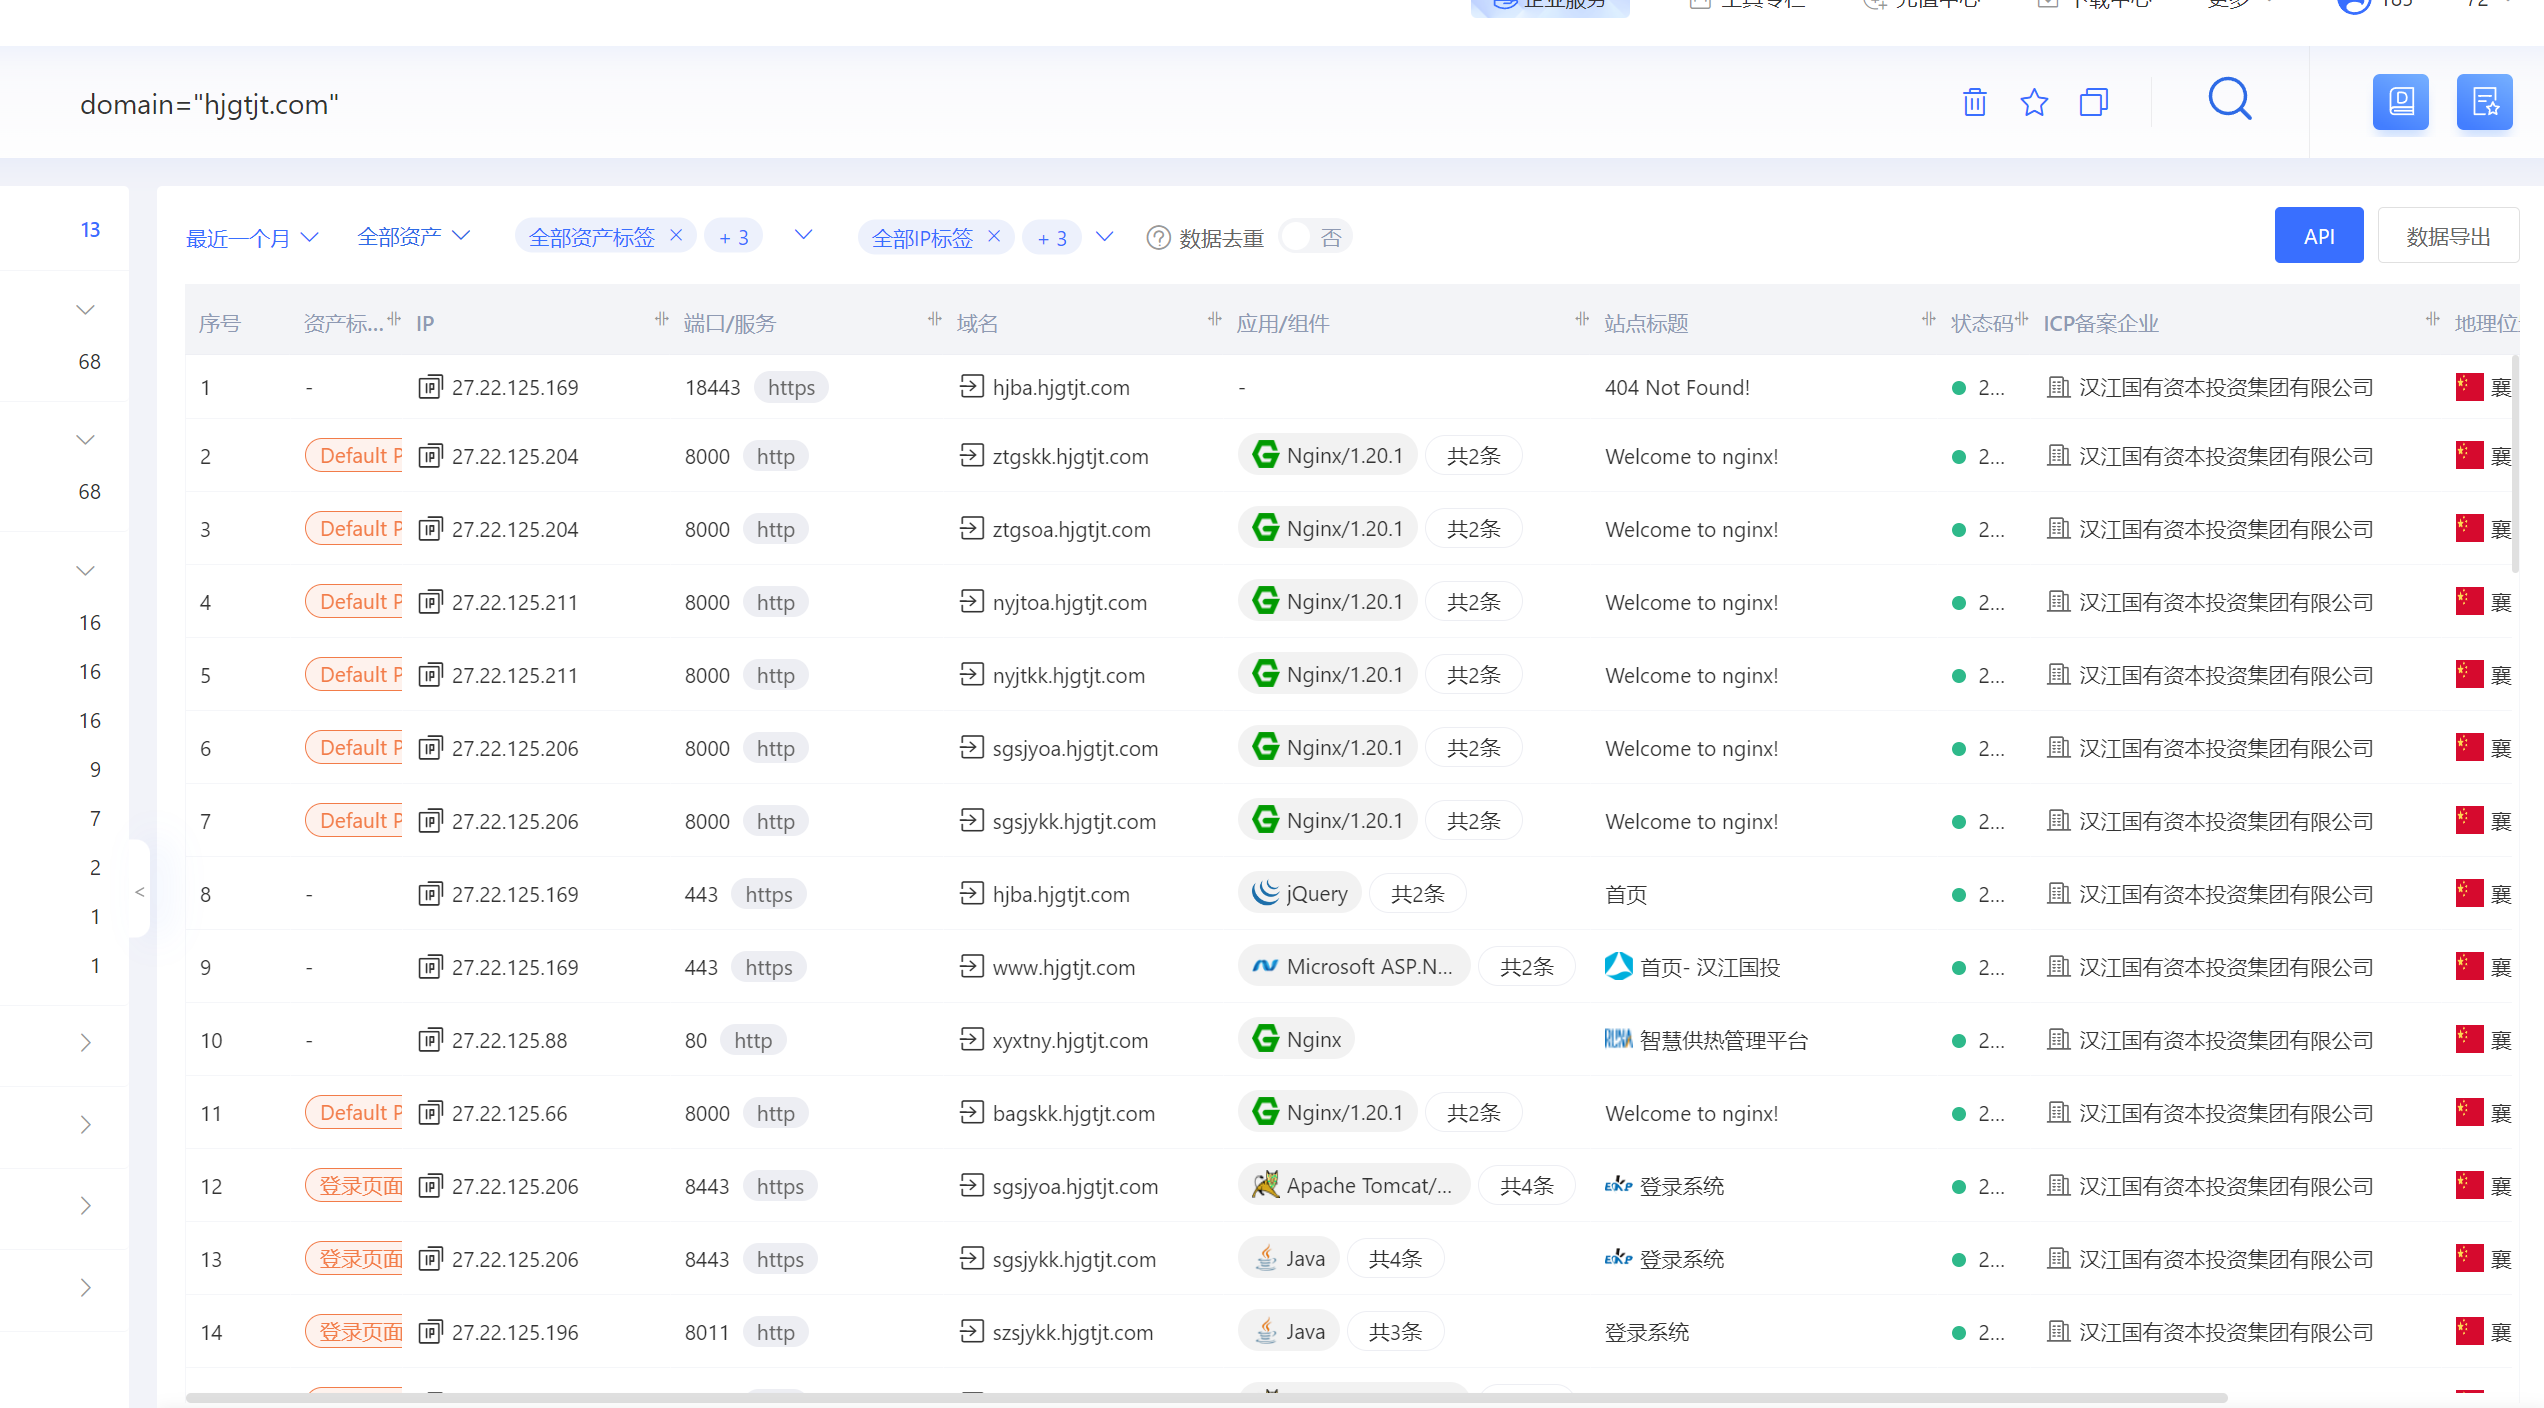 domain="hjgtjt.com"
13
68
68
16
16
16
9
7
2
1
1
<
最近一个月 全部资产 全部资产标签 × + 3 全部IP标签 × + 3 ? 数据去重 否 API 数据导出
序号 资产标... IP 端口/服务 域名 应用/组件 站点标题 状态码 ICP备案企业 地理位
1 - IP 27.22.125.169 18443 https hjba.hjgtjt.com - 404 Not Found! 2... 汉江国有资本投资集团有限公司 襄
2 Default P IP 27.22.125.204 8000 http ztgskk.hjgtjt.com Nginx/1.20.1 共2条 Welcome to nginx! 2... 汉江国有资本投资集团有限公司 襄
3 Default P IP 27.22.125.204 8000 http ztgsoa.hjgtjt.com Nginx/1.20.1 共2条 Welcome to nginx! 2... 汉江国有资本投资集团有限公司 襄
4 Default P IP 27.22.125.211 8000 http nyjtoa.hjgtjt.com Nginx/1.20.1 共2条 Welcome to nginx! 2... 汉江国有资本投资集团有限公司 襄
5 Default P IP 27.22.125.211 8000 http nyjtkk.hjgtjt.com Nginx/1.20.1 共2条 Welcome to nginx! 2... 汉江国有资本投资集团有限公司 襄
6 Default P IP 27.22.125.206 8000 http sgsjyoa.hjgtjt.com Nginx/1.20.1 共2条 Welcome to nginx! 2... 汉江国有资本投资集团有限公司 襄
7 Default P IP 27.22.125.206 8000 http sgsjykk.hjgtjt.com Nginx/1.20.1 共2条 Welcome to nginx! 2... 汉江国有资本投资集团有限公司 襄
8 - IP 27.22.125.169 443 https hjba.hjgtjt.com jQuery 共2条 首页 2... 汉江国有资本投资集团有限公司 襄
9 - IP 27.22.125.169 443 https www.hjgtjt.com Microsoft ASP.N... 共2条 首页- 汉江国投 2... 汉江国有资本投资集团有限公司 襄
10 - IP 27.22.125.88 80 http xyxtny.hjgtjt.com Nginx 智慧供热管理平台 2... 汉江国有资本投资集团有限公司 襄
11 Default P IP 27.22.125.66 8000 http bagskk.hjgtjt.com Nginx/1.20.1 共2条 Welcome to nginx! 2... 汉江国有资本投资集团有限公司 襄
12 登录页面 IP 27.22.125.206 8443 https sgsjyoa.hjgtjt.com Apache Tomcat/... 共4条 登录系统 2... 汉江国有资本投资集团有限公司 襄
13 登录页面 IP 27.22.125.206 8443 https sgsjykk.hjgtjt.com Java 共4条 登录系统 2... 汉江国有资本投资集团有限公司 襄
14 登录页面 IP 27.22.125.196 8011 http szsjykk.hjgtjt.com Java 共3条 登录系统 2... 汉江国有资本投资集团有限公司 襄